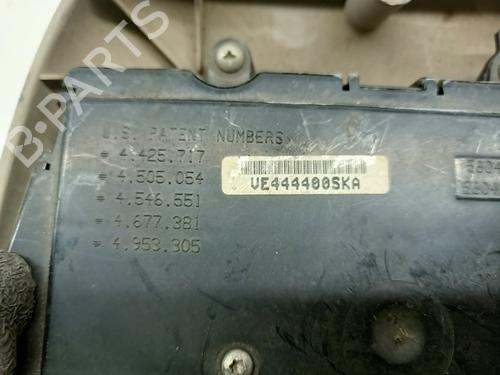 B-PARTS
U.S. PATENT NUMBERS
* 4.425.717
* 4.505.054
* 4.546.551
* 4.677.381
* 4.953.305
VE444400SKA